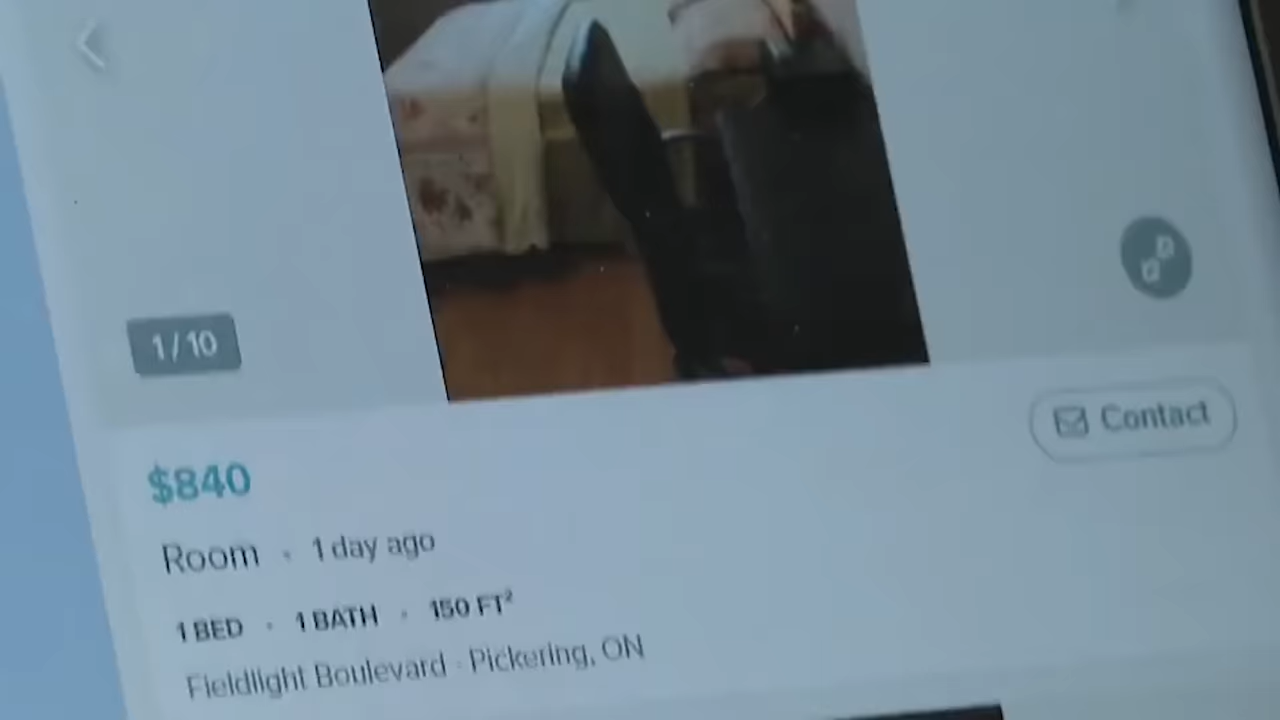 1/10
Contact
$840
Room · 1 day ago
1 BED · 1 BATH · 150 FT²
Fieldlight Boulevard · Pickering, ON